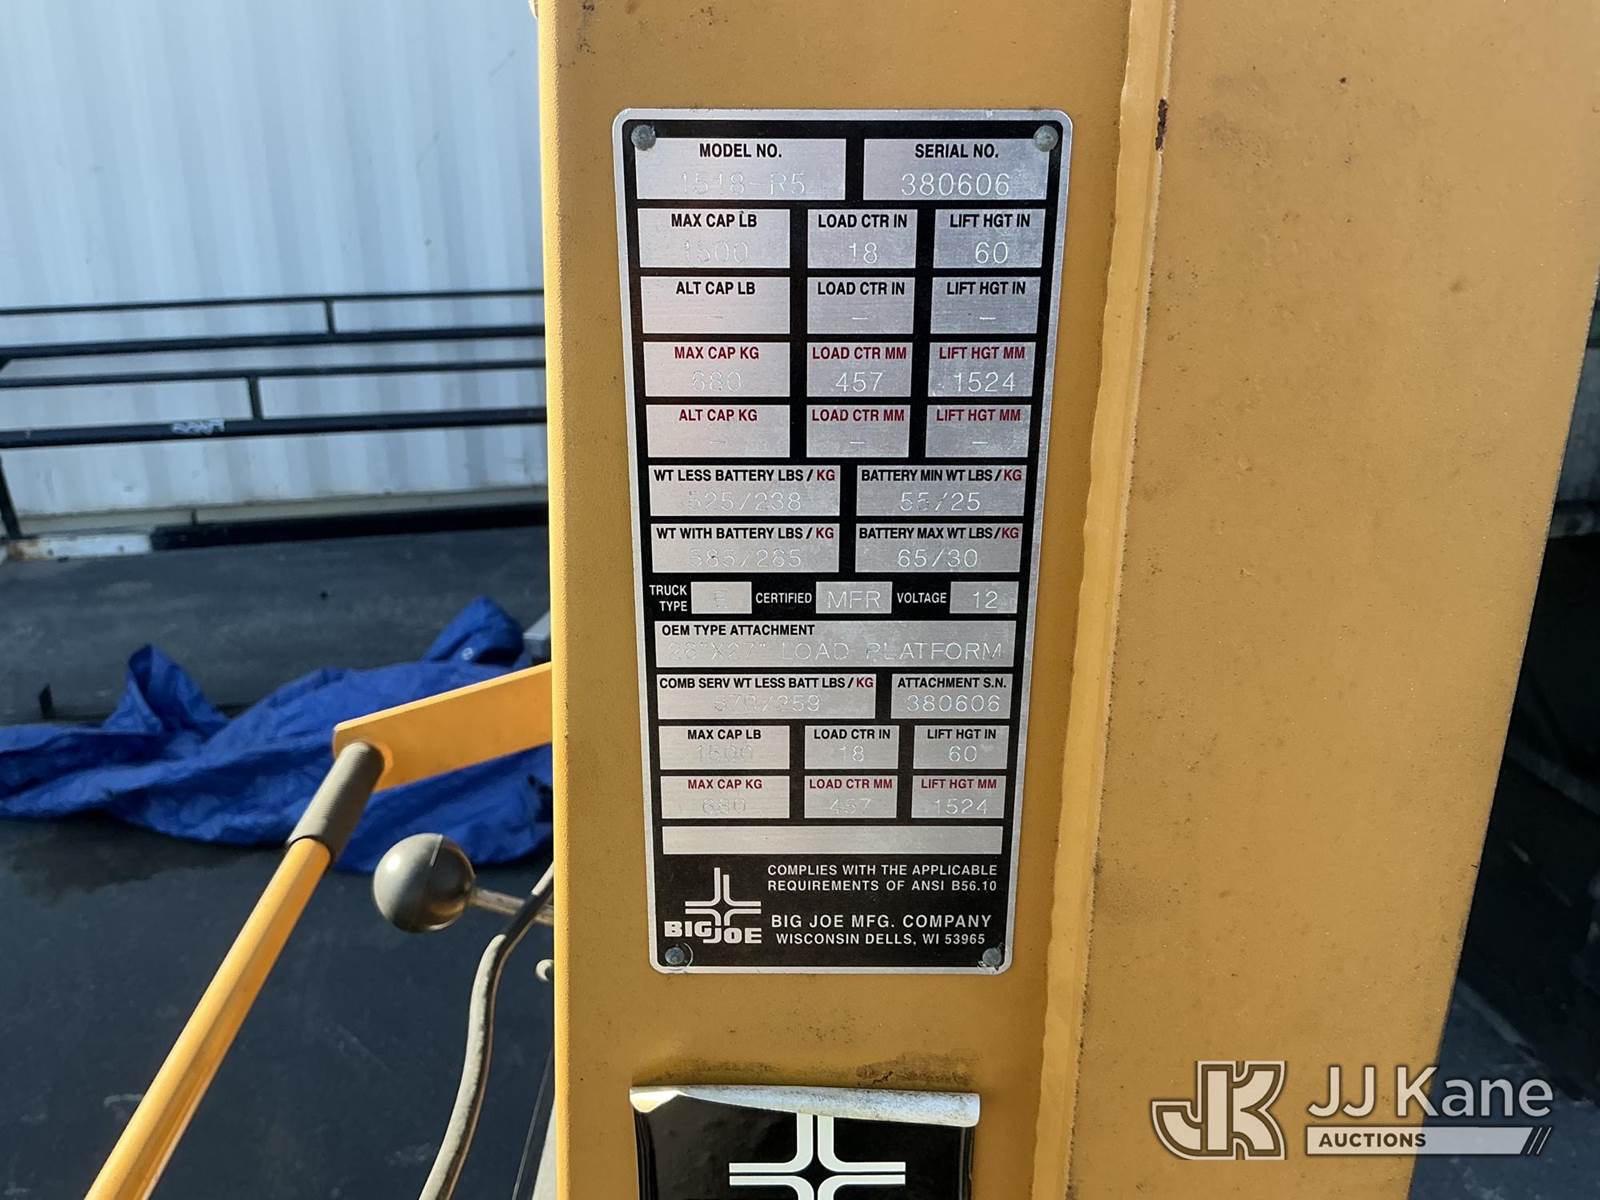 MODEL NO. SERIAL NO.
1518-R5 380606
MAX CAP LB LOAD CTR IN LIFT HGT IN
1500 18 60
ALT CAP LB LOAD CTR IN LIFT HGT IN
- - -
MAX CAP KG LOAD CTR MM LIFT HGT MM
680 457 1524
ALT CAP KG LOAD CTR MM LIFT HGT MM
- - -
WT LESS BATTERY LBS / KG BATTERY MIN WT LBS/KG
525/238 55/25
WT WITH BATTERY LBS / KG BATTERY MAX WT LBS/KG
585/265 65/30
TRUCK TYPE E CERTIFIED MFR VOLTAGE 12
OEM TYPE ATTACHMENT
LOAD PLATFORM
COMB SERV WT LESS BATT LBS / KG ATTACHMENT S.N.
570/259 380606
MAX CAP LB LOAD CTR IN LIFT HGT IN
1500 18 60
MAX CAP KG LOAD CTR MM LIFT HGT MM
680 457 1524
COMPLIES WITH THE APPLICABLE
REQUIREMENTS OF ANSI B56.10
BIG JOE
BIG JOE MFG. COMPANY
WISCONSIN DELLS, WI 53965
JK JJ Kane
AUCTIONS